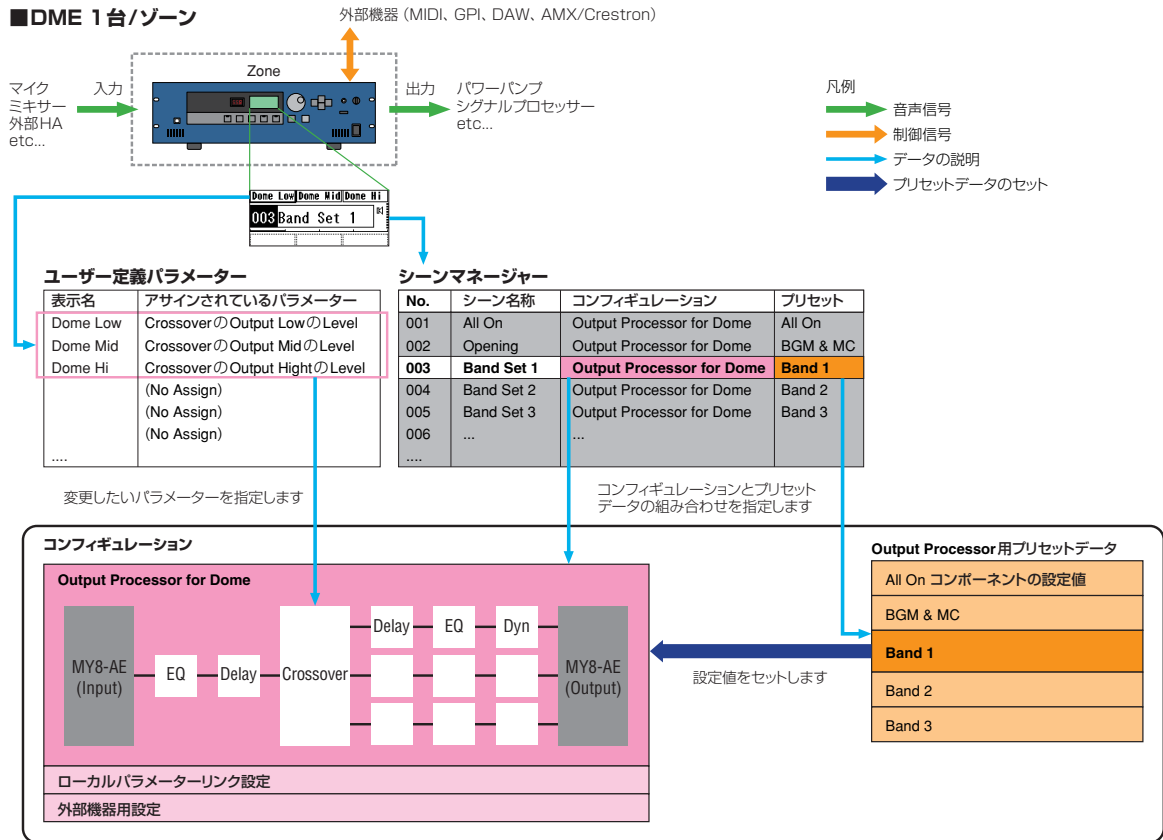 ■DME 1台/ゾーン
外部機器（MIDI、GPI、DAW、AMX/Crestron）
Zone
マイク
ミキサー
外部HA
etc...
入力
出力
パワーパンプ
シグナルプロセッサー
etc...
凡例
音声信号
制御信号
データの説明
プリセットデータのセット
Dome Low Dome Mid Dome Hi
003 Band Set 1
ユーザー定義パラメーター
表示名 アサインされているパラメーター
Dome Low CrossoverのOutput LowのLevel
Dome Mid CrossoverのOutput MidのLevel
Dome Hi CrossoverのOutput HightのLevel
(No Assign)
(No Assign)
(No Assign)
....
シーンマネージャー
No. シーン名称 コンフィギュレーション プリセット
001 All On Output Processor for Dome All On
002 Opening Output Processor for Dome BGM & MC
003 Band Set 1 Output Processor for Dome Band 1
004 Band Set 2 Output Processor for Dome Band 2
005 Band Set 3 Output Processor for Dome Band 3
006 ... ...
....
変更したいパラメーターを指定します
コンフィギュレーションとプリセット
データの組み合わせを指定します
コンフィギュレーション
Output Processor for Dome
MY8-AE
(Input)
EQ
Delay
Crossover
Delay
EQ
Dyn
MY8-AE
(Output)
ローカルパラメーターリンク設定
外部機器用設定
設定値をセットします
Output Processor用プリセットデータ
All On コンポーネントの設定値
BGM & MC
Band 1
Band 2
Band 3